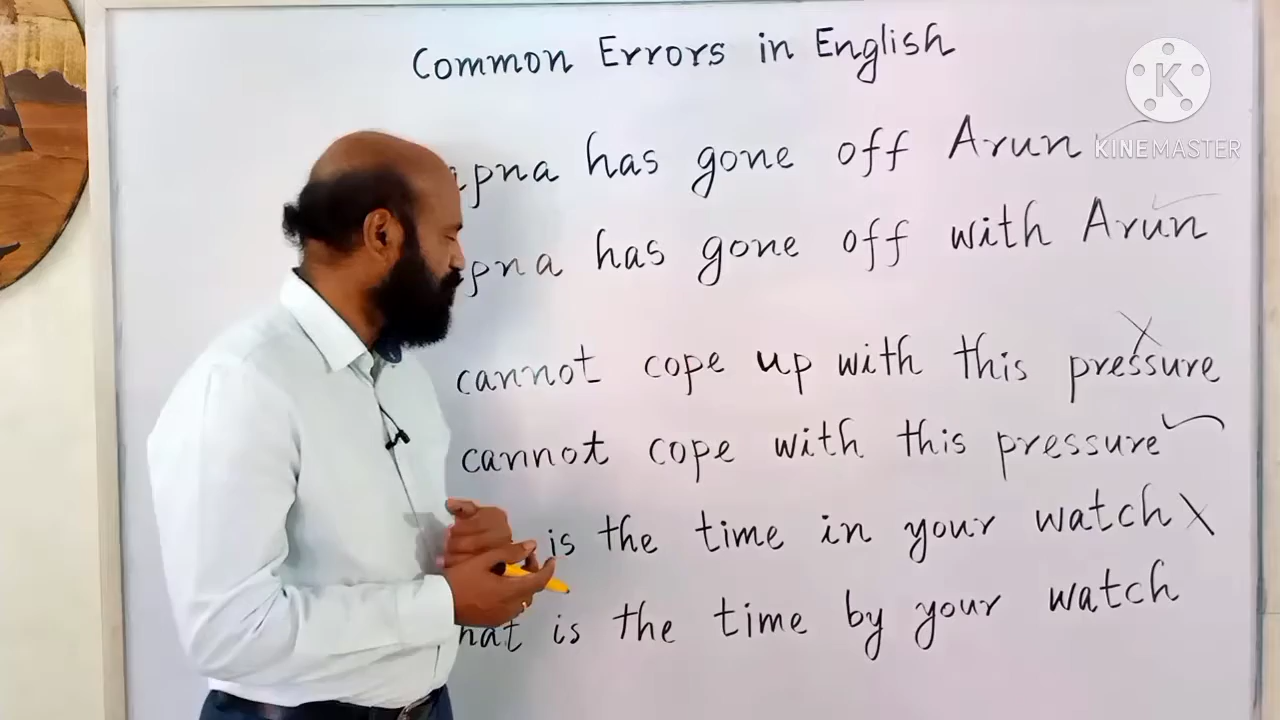 Common Errors in English
K
KINEMASTER
has gone off Arun
has gone off with Arun
cannot cope up with this pressure
cannot cope with this pressure
is the time in your watch
is the time by your watch